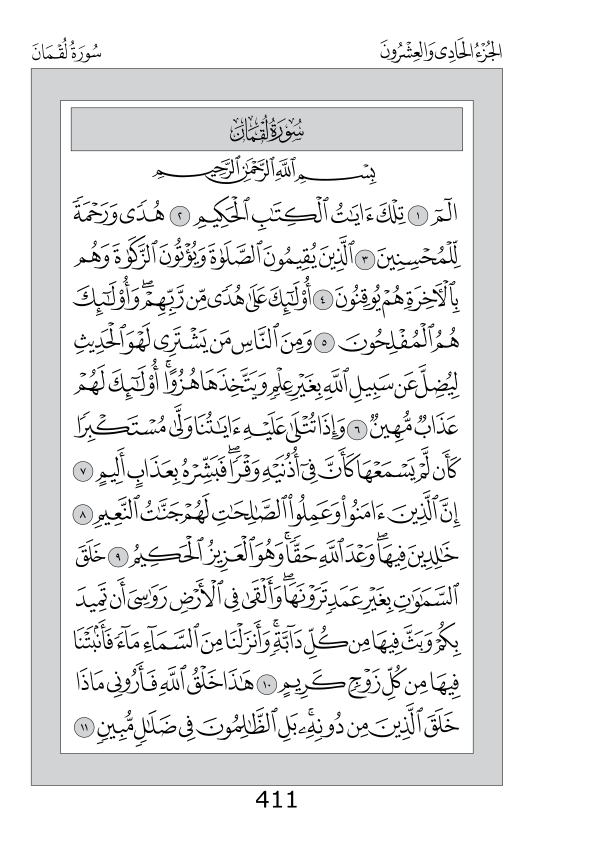 الجُزْءُ الحَادِى وَالعِشْرُونَ
سُورَةُ لُقْمَانَ
سُورَةُ لُقْمَانَ
بِسْمِ اللَّهِ الرَّحْمَٰنِ الرَّحِيمِ
الٓمٓ ١ تِلْكَ ءَايَٰتُ ٱلْكِتَٰبِ ٱلْحَكِيمِ ٢ هُدًى وَرَحْمَةً
لِّلْمُحْسِنِينَ ٣ ٱلَّذِينَ يُقِيمُونَ ٱلصَّلَوٰةَ وَيُؤْتُونَ ٱلزَّكَوٰةَ وَهُم
بِٱلْءَاخِرَةِ هُمْ يُوقِنُونَ ٤ أُو۟لَٰٓئِكَ عَلَىٰ هُدًى مِّن رَّبِّهِمْ ۖ وَأُو۟لَٰٓئِكَ
هُمُ ٱلْمُفْلِحُونَ ٥ وَمِنَ ٱلنَّاسِ مَن يَشْتَرِى لَهْوَ ٱلْحَدِيثِ
لِيُضِلَّ عَن سَبِيلِ ٱللَّهِ بِغَيْرِ عِلْمٍ وَيَتَّخِذَهَا هُزُوًا ۚ أُو۟لَٰٓئِكَ لَهُمْ
عَذَابٌ مُّهِينٌ ٦ وَإِذَا تُتْلَىٰ عَلَيْهِ ءَايَٰتُنَا وَلَّىٰ مُسْتَكْبِرًا
كَأَن لَّمْ يَسْمَعْهَا كَأَنَّ فِىٓ أُذُنَيْهِ وَقْرًا ۖ فَبَشِّرْهُ بِعَذَابٍ أَلِيمٍ ٧
إِنَّ ٱلَّذِينَ ءَامَنُوا۟ وَعَمِلُوا۟ ٱلصَّٰلِحَٰتِ لَهُمْ جَنَّٰتُ ٱلنَّعِيمِ ٨
خَٰلِدِينَ فِيهَا ۖ وَعْدَ ٱللَّهِ حَقًّا ۚ وَهُوَ ٱلْعَزِيزُ ٱلْحَكِيمُ ٩ خَلَقَ
ٱلسَّمَٰوَٰتِ بِغَيْرِ عَمَدٍ تَرَوْنَهَا ۖ وَأَلْقَىٰ فِى ٱلْأَرْضِ رَوَٰسِىَ أَن تَمِيدَ
بِكُمْ وَبَثَّ فِيهَا مِن كُلِّ دَآبَّةٍ ۚ وَأَنزَلْنَا مِنَ ٱلسَّمَآءِ مَآءً فَأَنۢبَتْنَا
فِيهَا مِن كُلِّ زَوْجٍ كَرِيمٍ ١٠ هَٰذَا خَلْقُ ٱللَّهِ فَأَرُونِى مَاذَا
خَلَقَ ٱلَّذِينَ مِن دُونِهِۦ ۚ بَلِ ٱلظَّٰلِمُونَ فِى ضَلَٰلٍ مُّبِينٍ ١١
411